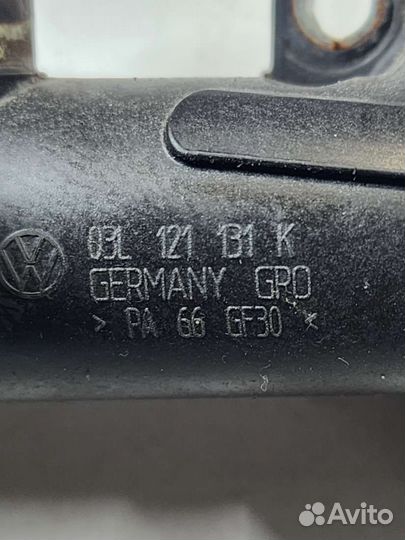 03L 121 131 K
GERMANY GRO
> PA 66 GF30 <
Avito